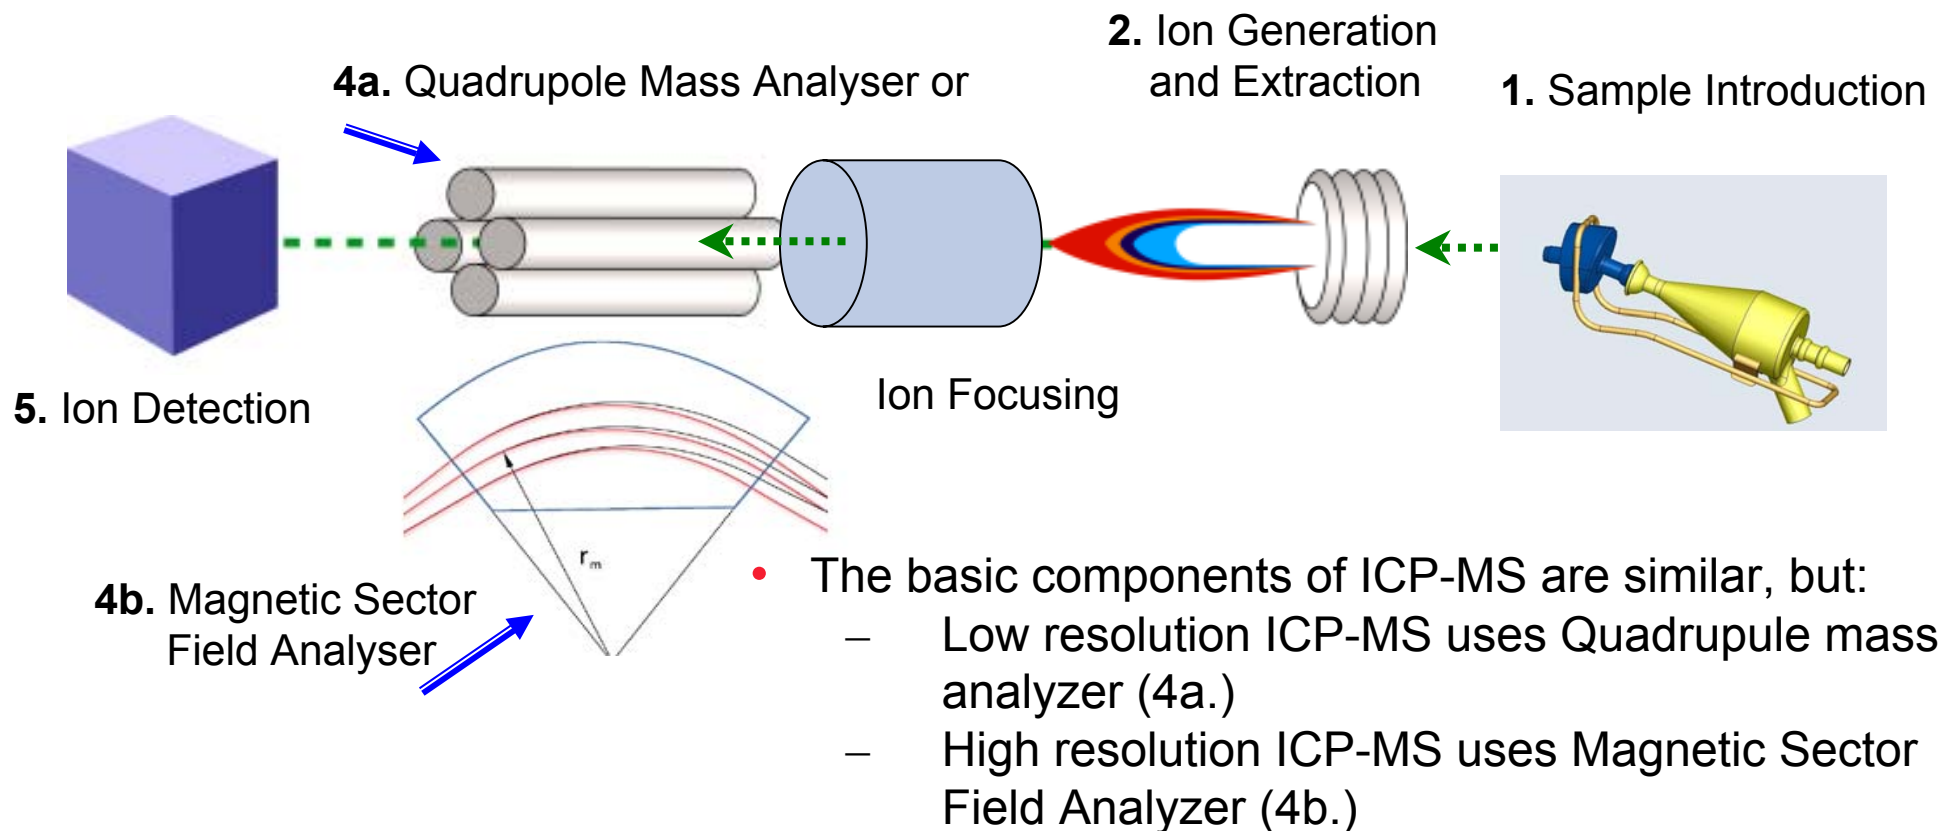 2. Ion Generation
and Extraction
4a. Quadrupole Mass Analyser or
1. Sample Introduction
5. Ion Detection
Ion Focusing
rm
4b. Magnetic Sector
Field Analyser
• The basic components of ICP-MS are similar, but:
– Low resolution ICP-MS uses Quadrupule mass
analyzer (4a.)
– High resolution ICP-MS uses Magnetic Sector
Field Analyzer (4b.)